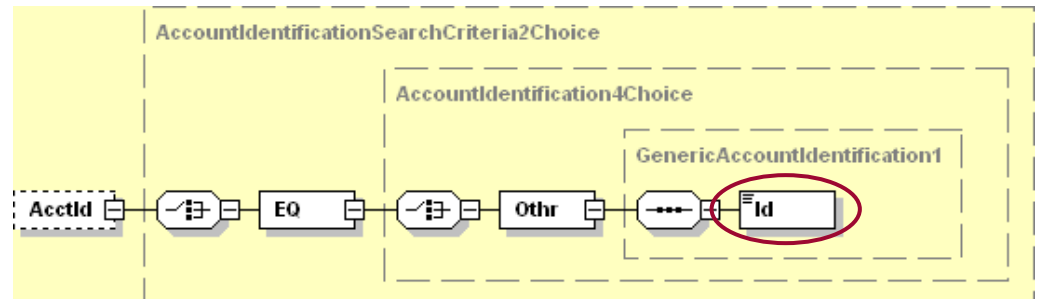 AccountIdentificationSearchCriteria2Choice
AccountIdentification4Choice
GenericAccountIdentification1
AcctId EQ Othr Id